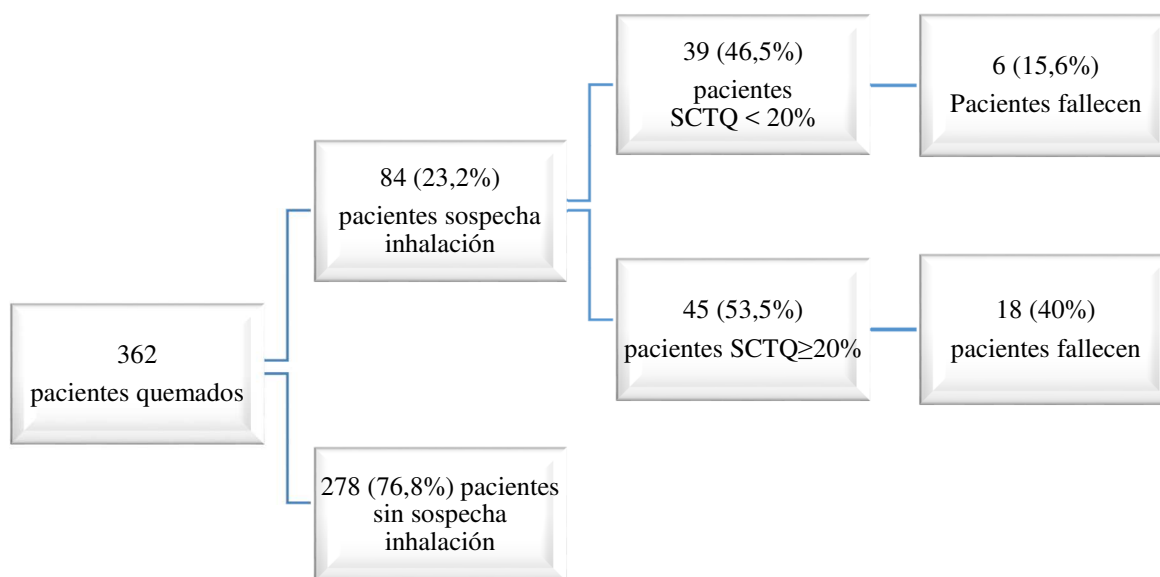 362
pacientes quemados
84 (23,2%)
pacientes sospecha
inhalación
278 (76,8%) pacientes
sin sospecha
inhalación
39 (46,5%)
pacientes
SCTQ < 20%
45 (53,5%)
pacientes SCTQ≥20%
6 (15,6%)
Pacientes fallecen
18 (40%)
pacientes fallecen